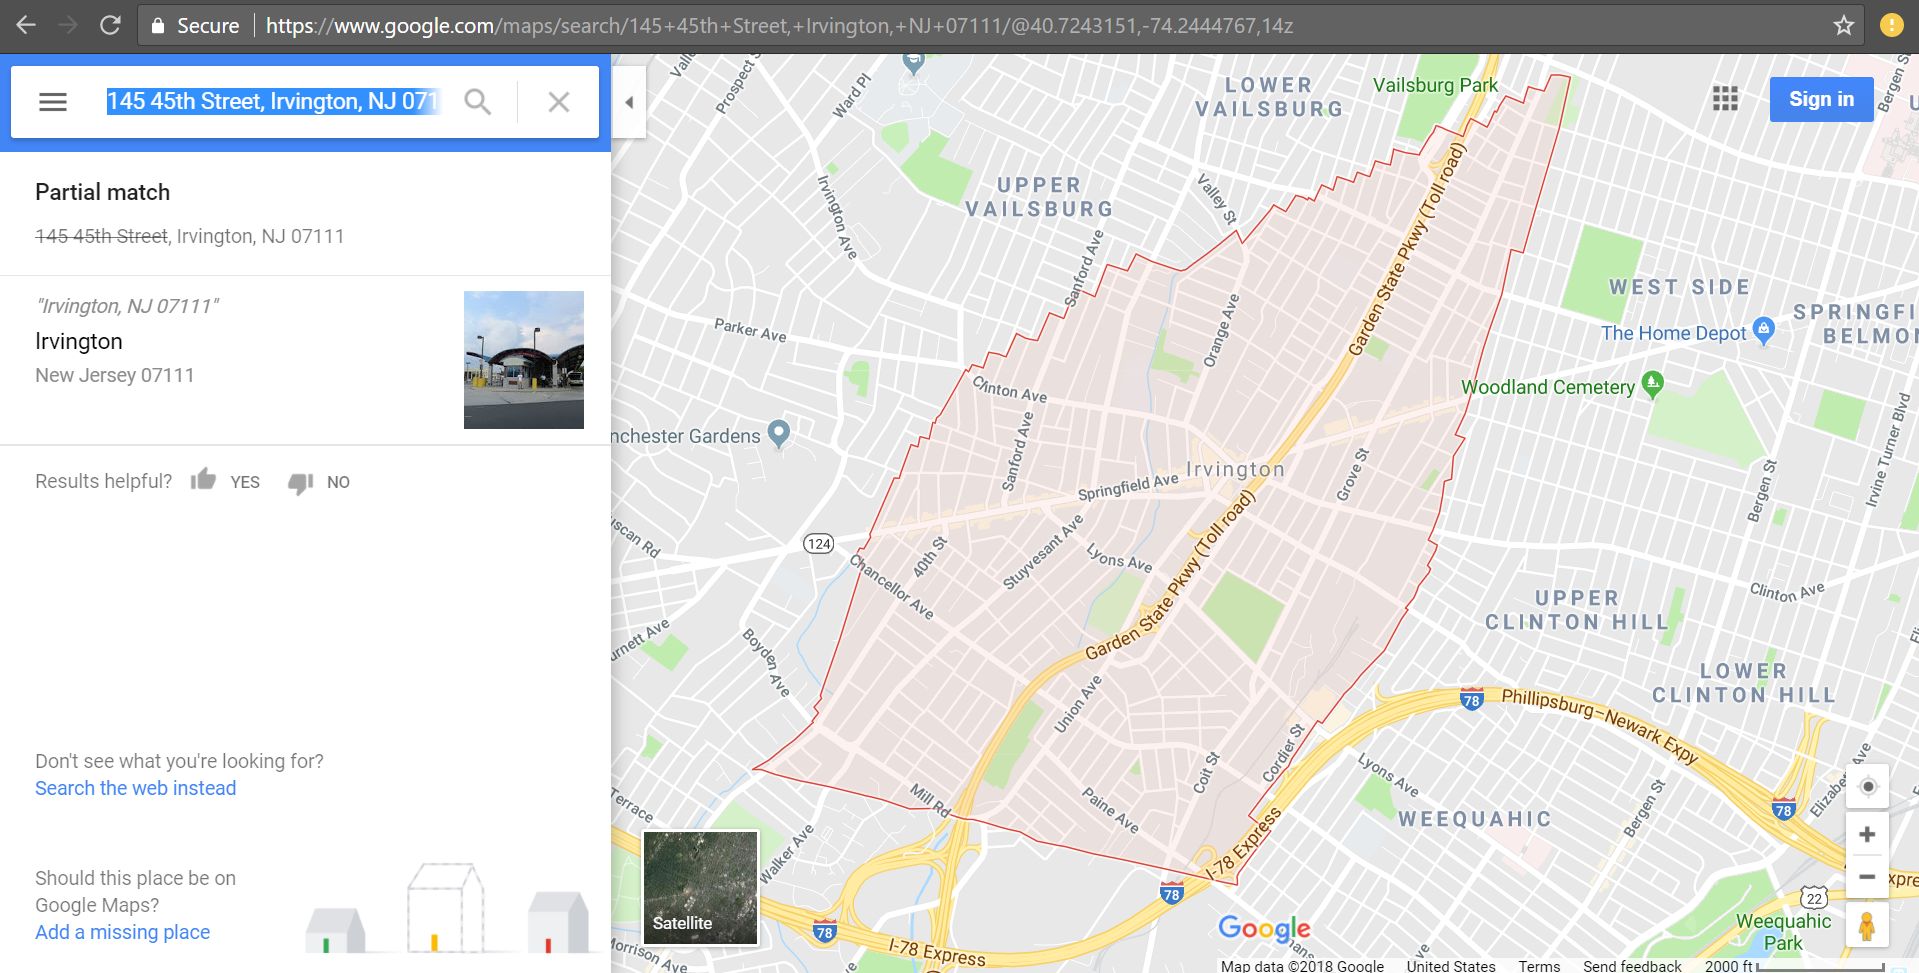 Secure
https://www.google.com/maps/search/145+45th+Street,+Irvington,+NJ+07111/@40.7243151,-74.2444767,14z
145 45th Street, Irvington, NJ 071
Partial match
145 45th Street, Irvington, NJ 07111
"Irvington, NJ 07111"
Irvington
New Jersey 07111
Results helpful? YES NO
Don't see what you're looking for?
Search the web instead
Should this place be on
Google Maps?
Add a missing place
Sign in
Prospect S
Ward Pl
LOWER
VAILSBURG
Vailsburg Park
Bergen S
UPPER
VAILSBURG
Irvington Ave
Valley St
Sanford Ave
Garden State Pkwy (Toll road)
WEST SIDE
SPRINGFI
BELMON
Parker Ave
Orange Ave
The Home Depot
Woodland Cemetery
Clinton Ave
Sanford Ave
nchester Gardens
Irvington
Springfield Ave
Grove St
Bergen St
Irvine Turner Blvd
uscan Rd
124
40th St
Chancellor Ave
Stuyvesant Ave
Lyons Ave
Garden State Pkwy (Toll road)
Clinton Ave
UPPER
CLINTON HILL
LOWER
CLINTON HILL
urnett Ave
Boyden Ave
Union Ave
78
Phillipsburg–Newark Expy
Cordier St
Coit St
Lyons Ave
Mill Rd
Paine Ave
Bergen St
Elizabe
78
WEEQUAHIC
Terrace
Walker Ave
I-78 Express
78
22
xpre
Weequahic
Park
Satellite
78
I-78 Express
Morrison Ave
Google
Map data ©2018 Google United States Terms Send feedback 2000 ft